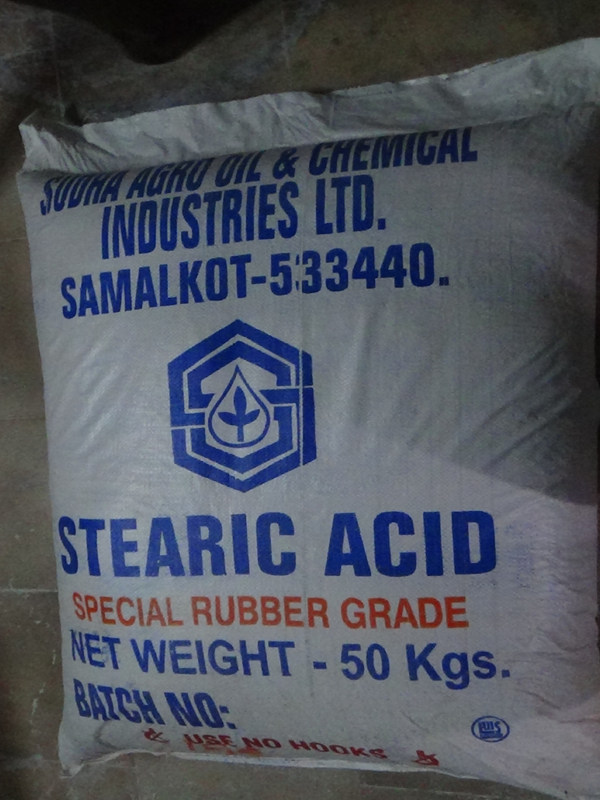 SUDHA AGRO OIL & CHEMICAL
INDUSTRIES LTD.
SAMALKOT-533440.
STEARIC ACID
SPECIAL RUBBER GRADE
NET WEIGHT - 50 Kgs.
BATCH NO:
USE NO HOOKS